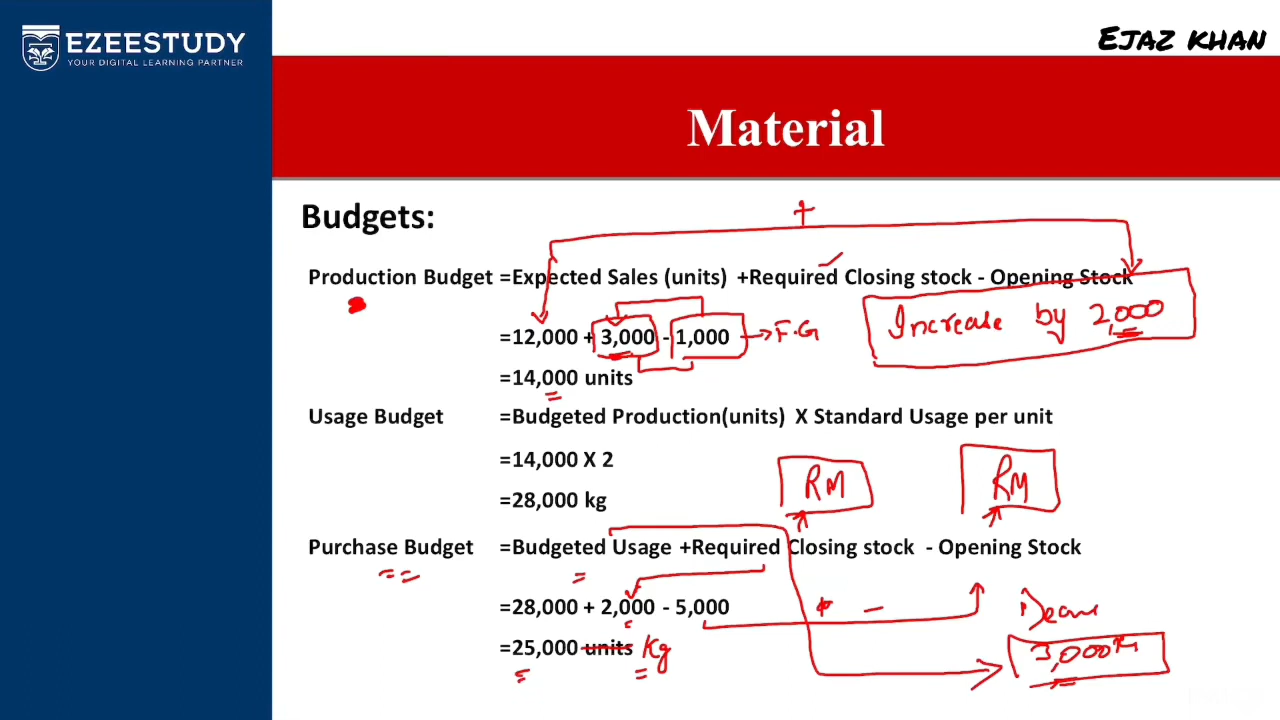 EZEESTUDY
YOUR DIGITAL LEARNING PARTNER
EJAZ KHAN
Material
Budgets:
+
Production Budget =Expected Sales (units) +Required Closing stock - Opening Stock
=12,000 + 3,000 - 1,000 F.G
Increase by 2,000
=14,000 units
Usage Budget =Budgeted Production(units) X Standard Usage per unit
=14,000 X 2
RM RM
=28,000 kg
Purchase Budget =Budgeted Usage +Required Closing stock - Opening Stock
=28,000 + 2,000 - 5,000
=25,000 units Kg
3,000